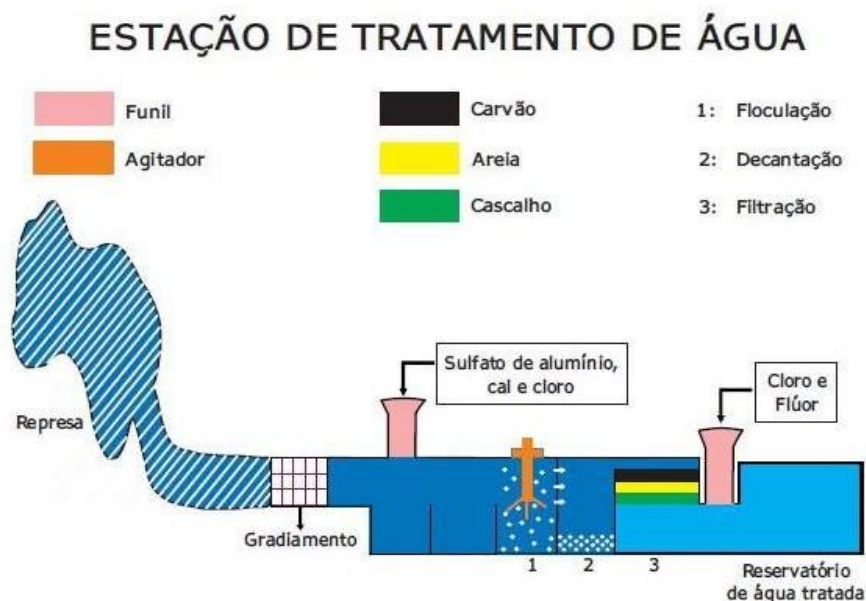 ESTAÇÃO DE TRATAMENTO DE ÁGUA
Funil
Agitador
Carvão
Areia
Cascalho
1: Floculação
2: Decantação
3: Filtração
Represa
Gradiamento
Sulfato de alumínio,
cal e cloro
Cloro e
Flúor
1
2
3
Reservatório
de água tratada